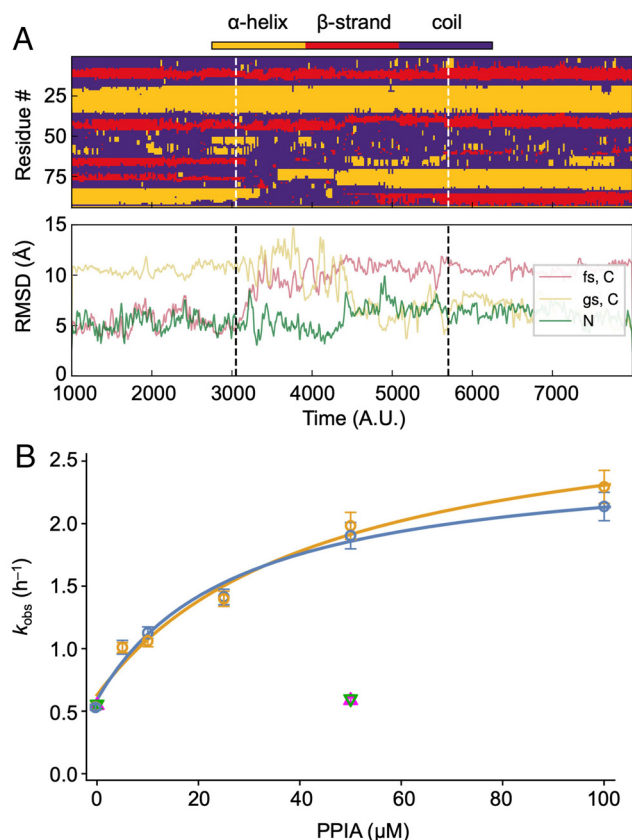 A
α-helix β-strand coil
Residue #
25
50
75
RMSD (Å)
15
10
5
0
fs, C
gs, C
N
1000 2000 3000 4000 5000 6000 7000
Time (A.U.)
B
kobs (h⁻¹)
2.5
2.0
1.5
1.0
0.5
0.0
0 20 40 60 80 100
PPIA (µM)